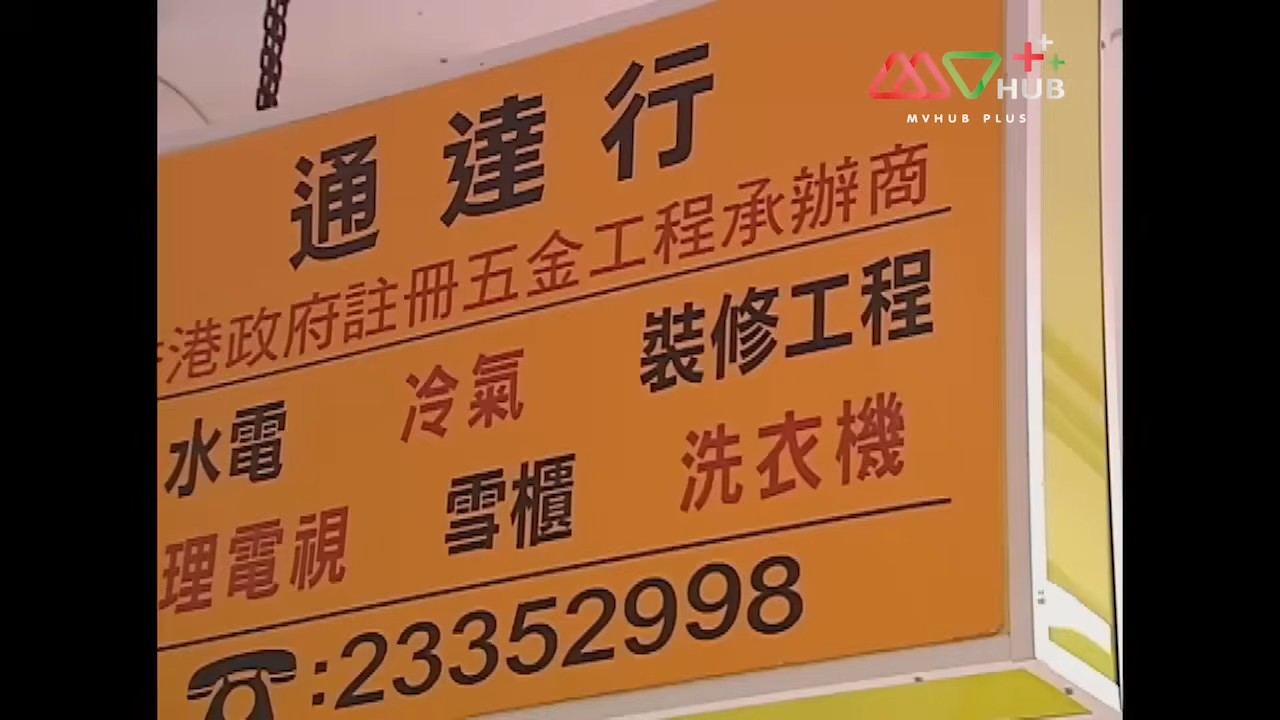 MV HUB
MVHUB PLUS
通達行
港政府註冊五金工程承辦商
水電 冷氣 裝修工程
理電視 雪櫃 洗衣機
☎:23352998